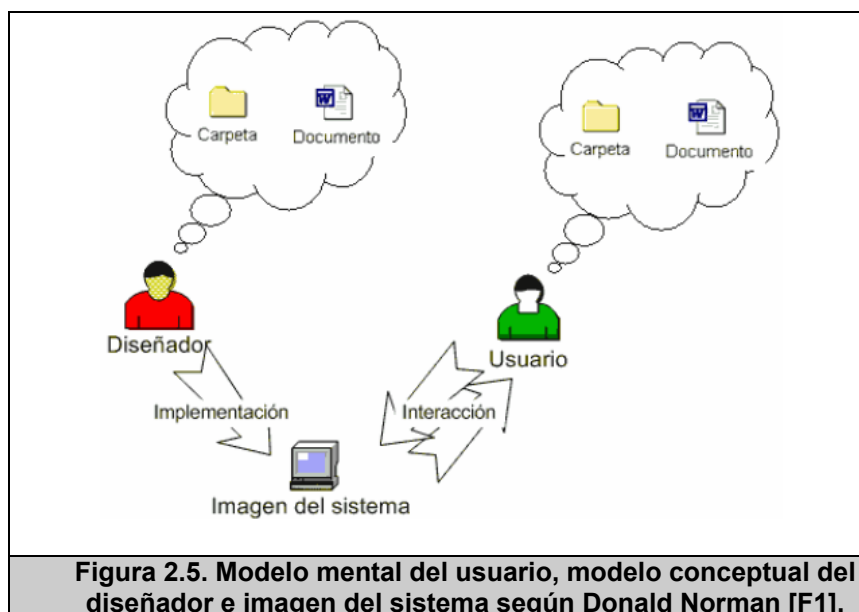 Carpeta
Documento
Carpeta
Documento
Diseñador
Usuario
Implementación
Interacción
Imagen del sistema
Figura 2.5. Modelo mental del usuario, modelo conceptual del
diseñador e imagen del sistema según Donald Norman [F1].